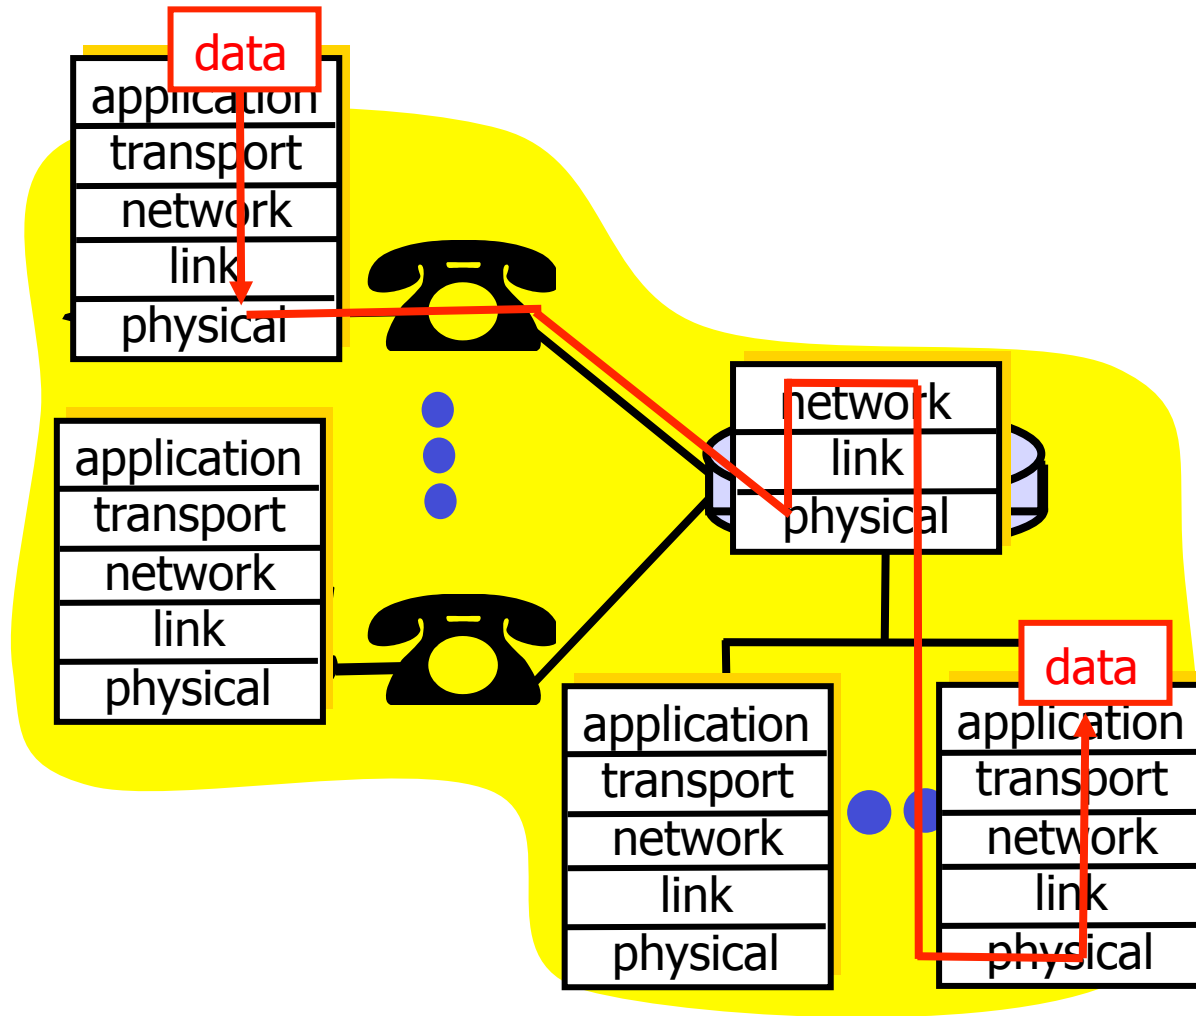 data
application
transport
network
link
physical
application
transport
network
link
physical
network
link
physical
application
transport
network
link
physical
data
application
transport
network
link
physical